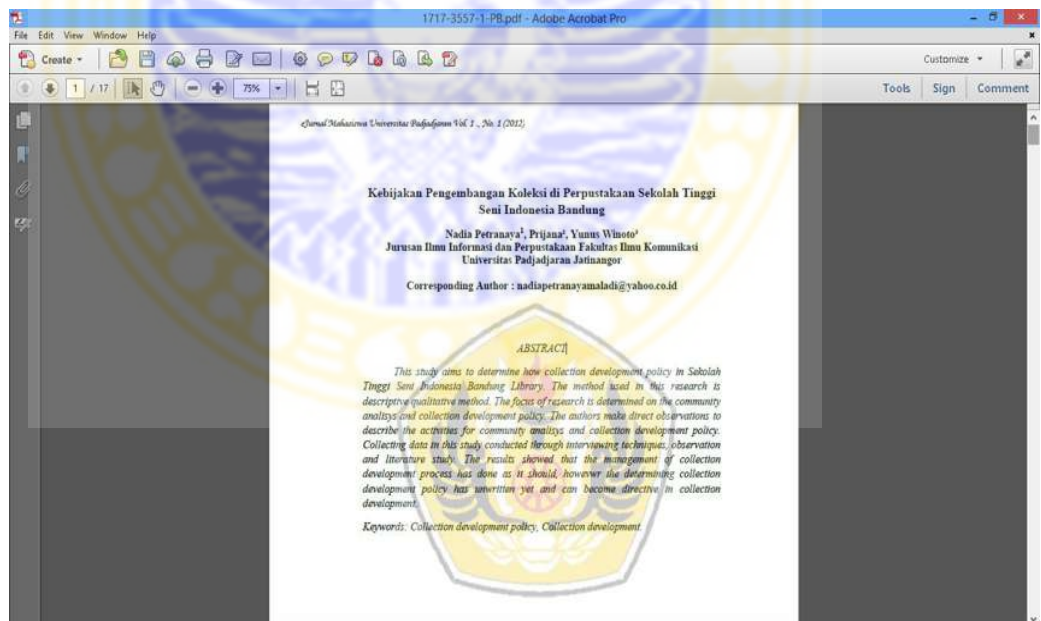 1717-3557-1-PB.pdf - Adobe Acrobat Pro
File Edit View Window Help
Create Customize
1 / 17 75% Tools Sign Comment
eJurnal Mahasiswa Universitas Padjadjaran Vol. 1 ., No. 1 (2012)
Kebijakan Pengembangan Koleksi di Perpustakaan Sekolah Tinggi
Seni Indonesia Bandung
Nadia Petranaya¹, Prijana², Yunus Winoto³
Jurusan Ilmu Informasi dan Perpustakaan Fakultas Ilmu Komunikasi
Universitas Padjadjaran Jatinangor
Corresponding Author : nadiapetranayamaladi@yahoo.co.id
ABSTRACT
This study aims to determine how collection development policy in Sekolah
Tinggi Seni Indonesia Bandung Library. The method used in this research is
descriptive qualitative method. The focus of research is determined on the community
analisys and collection development policy. The authors make direct observations to
describe the activities for community analisys and collection development policy.
Collecting data in this study conducted through interviewing techniques, observation
and literature study. The results showed that the management of collection
development process has done as it should, howevwr the determining collection
development policy has unwritten yet and can become directive in collection
development.
Keywords: Collection development policy, Collection development.